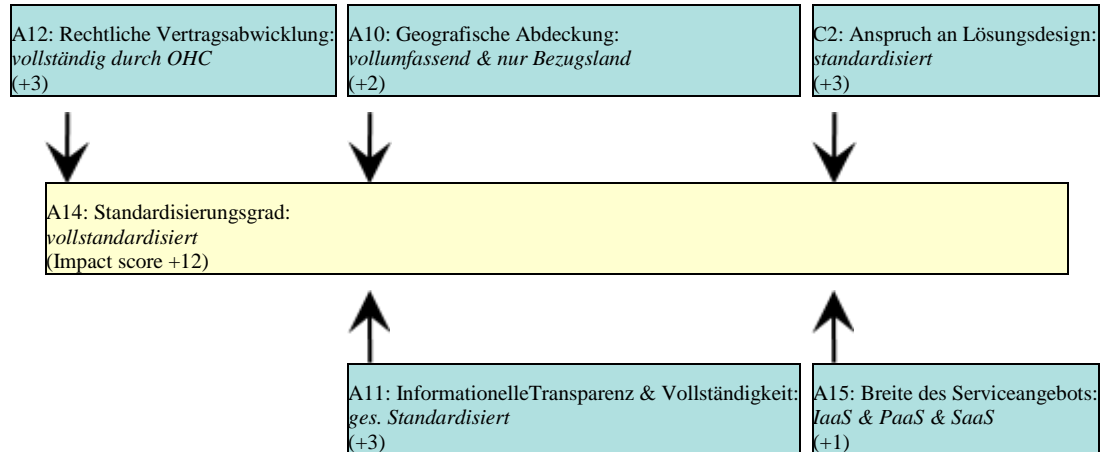 A12: Rechtliche Vertragsabwicklung:
vollständig durch OHC
(+3)
A10: Geografische Abdeckung:
vollumfassend & nur Bezugsland
(+2)
C2: Anspruch an Lösungsdesign:
standardisiert
(+3)
A14: Standardisierungsgrad:
vollstandardisiert
(Impact score +12)
A11: InformationelleTransparenz & Vollständigkeit:
ges. Standardisiert
(+3)
A15: Breite des Serviceangebots:
IaaS & PaaS & SaaS
(+1)